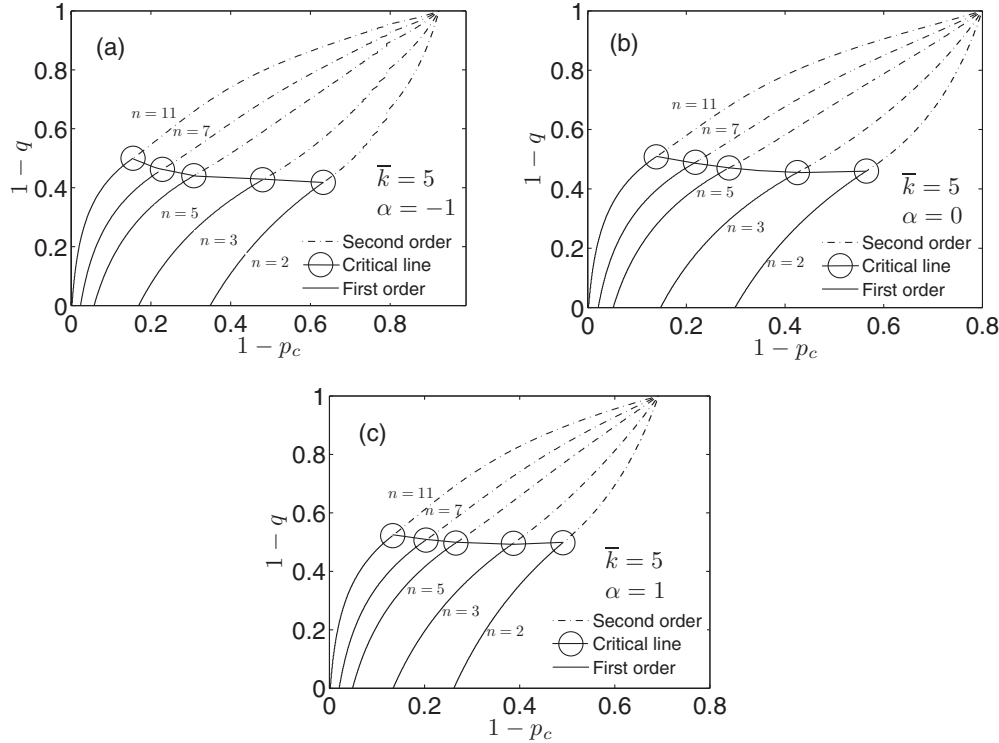 (a)
1
0.8
0.6
0.4
0.2
0
1 − q
n = 11
n = 7
n = 5
n = 3
n = 2
k̅ = 5
α = −1
Second order
Critical line
First order
0 0.2 0.4 0.6 0.8
1 − p_c
(b)
1
0.8
0.6
0.4
0.2
0
1 − q
n = 11
n = 7
n = 5
n = 3
n = 2
k̅ = 5
α = 0
Second order
Critical line
First order
0 0.2 0.4 0.6 0.8
1 − p_c
(c)
1
0.8
0.6
0.4
0.2
0
1 − q
n = 11
n = 7
n = 5
n = 3
n = 2
k̅ = 5
α = 1
Second order
Critical line
First order
0 0.2 0.4 0.6 0.8
1 − p_c